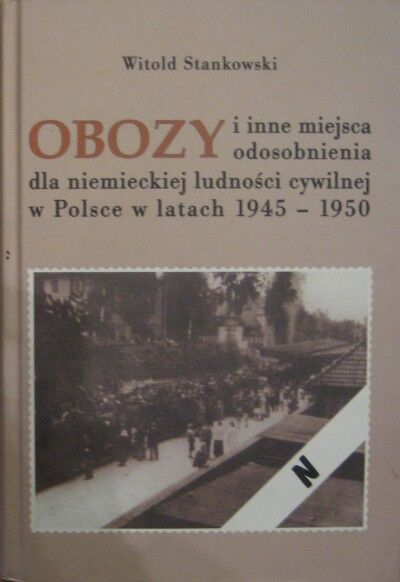 Witold Stankowski
OBOZY i inne miejsca
odosobnienia
dla niemieckiej ludności cywilnej
w Polsce w latach 1945 – 1950
N